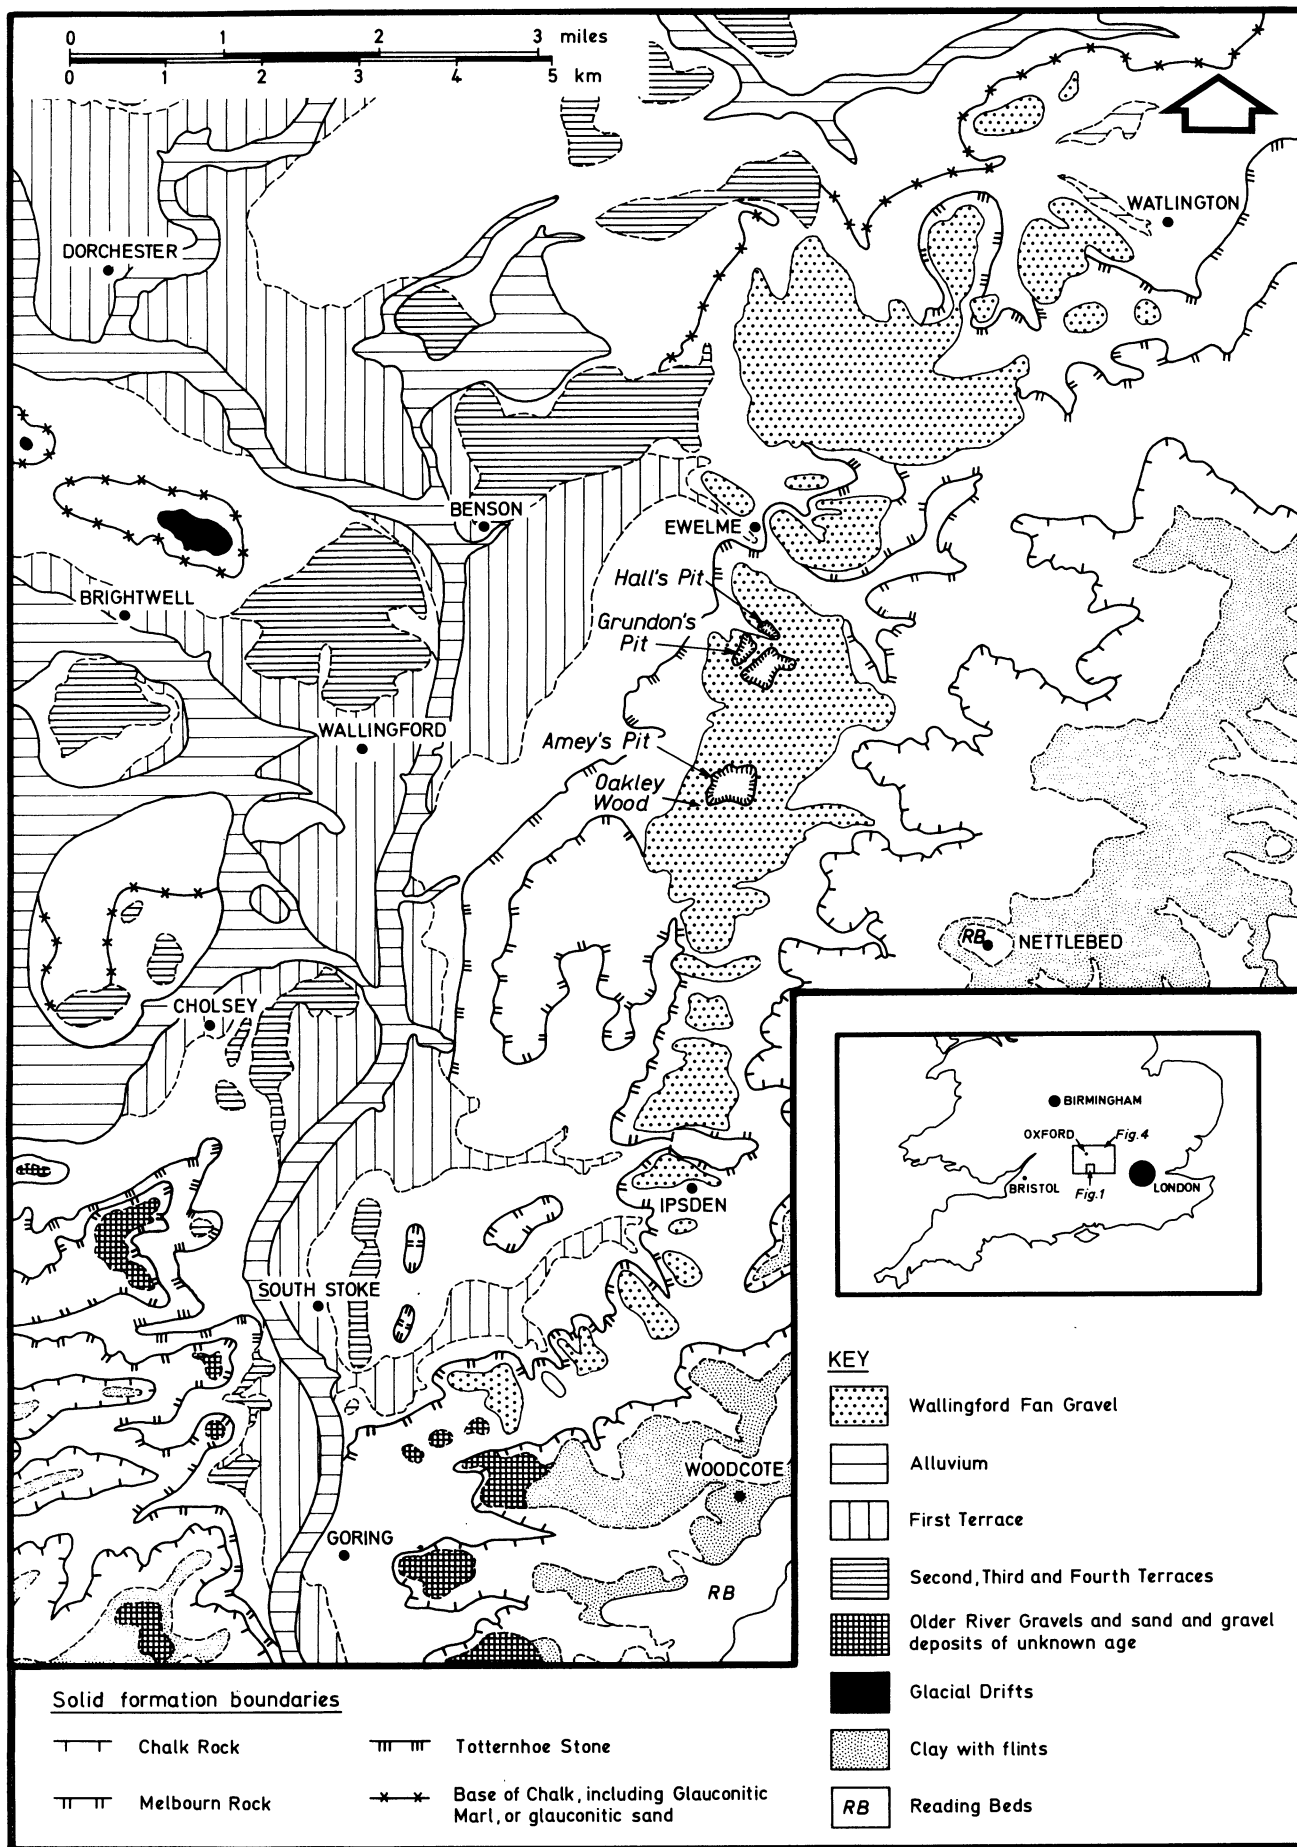 0 1 2 3 miles
0 1 2 3 4 5 km
WATLINGTON
DORCHESTER
BENSON
EWELME
Hall's Pit
BRIGHTWELL
Grundon's
Pit
WALLINGFORD
Amey's Pit
Oakley
Wood
RB
NETTLEBED
CHOLSEY
IPSDEN
SOUTH STOKE
WOODCOTE
GORING
RB
BIRMINGHAM
OXFORD
Fig.4
BRISTOL
Fig.1
LONDON
KEY
Wallingford Fan Gravel
Alluvium
First Terrace
Second, Third and Fourth Terraces
Older River Gravels and sand and gravel
deposits of unknown age
Glacial Drifts
Clay with flints
RB Reading Beds
Solid formation boundaries
Chalk Rock
Totternhoe Stone
Melbourn Rock
Base of Chalk, including Glauconitic
Marl, or glauconitic sand